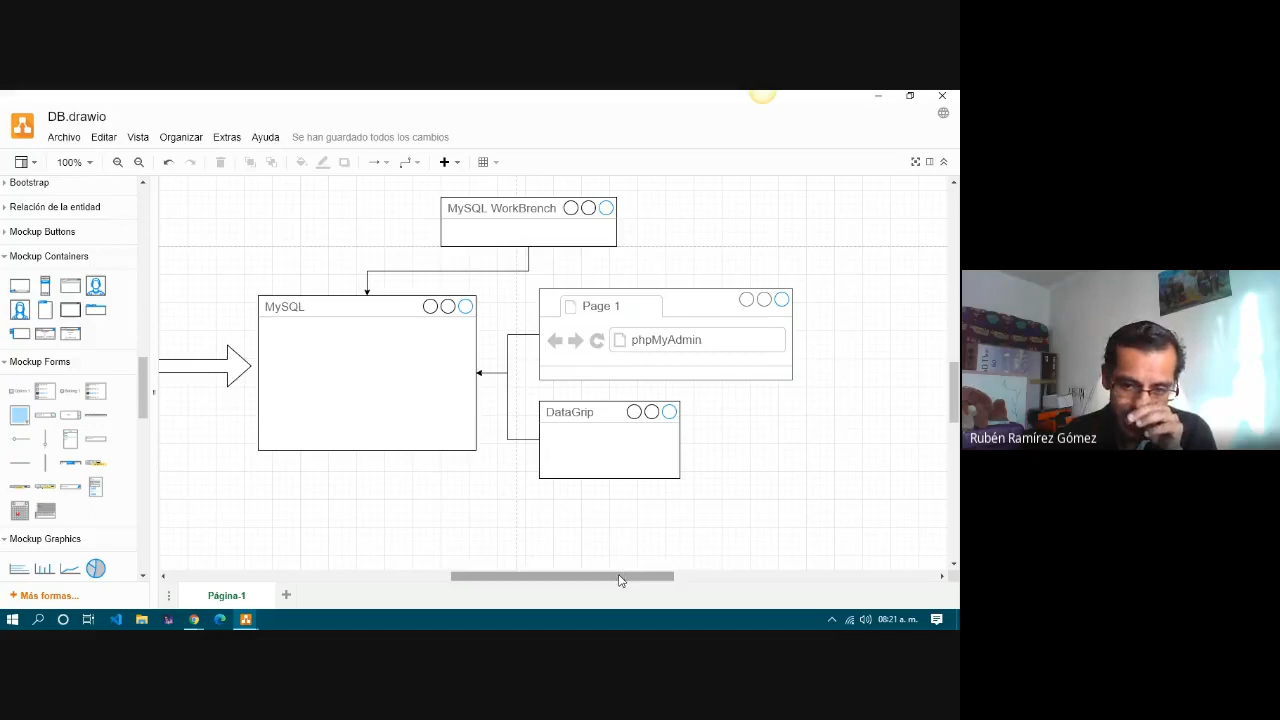 DB.drawio
Archivo Editar Vista Organizar Extras Ayuda Se han guardado todos los cambios
100%
Bootstrap
Relación de la entidad
Mockup Buttons
Mockup Containers
Mockup Forms
Mockup Graphics
+ Más formas...
MySQL WorkBrench
MySQL
Page 1
phpMyAdmin
DataGrip
Página-1
08:21 a. m.
Rubén Ramírez Gómez